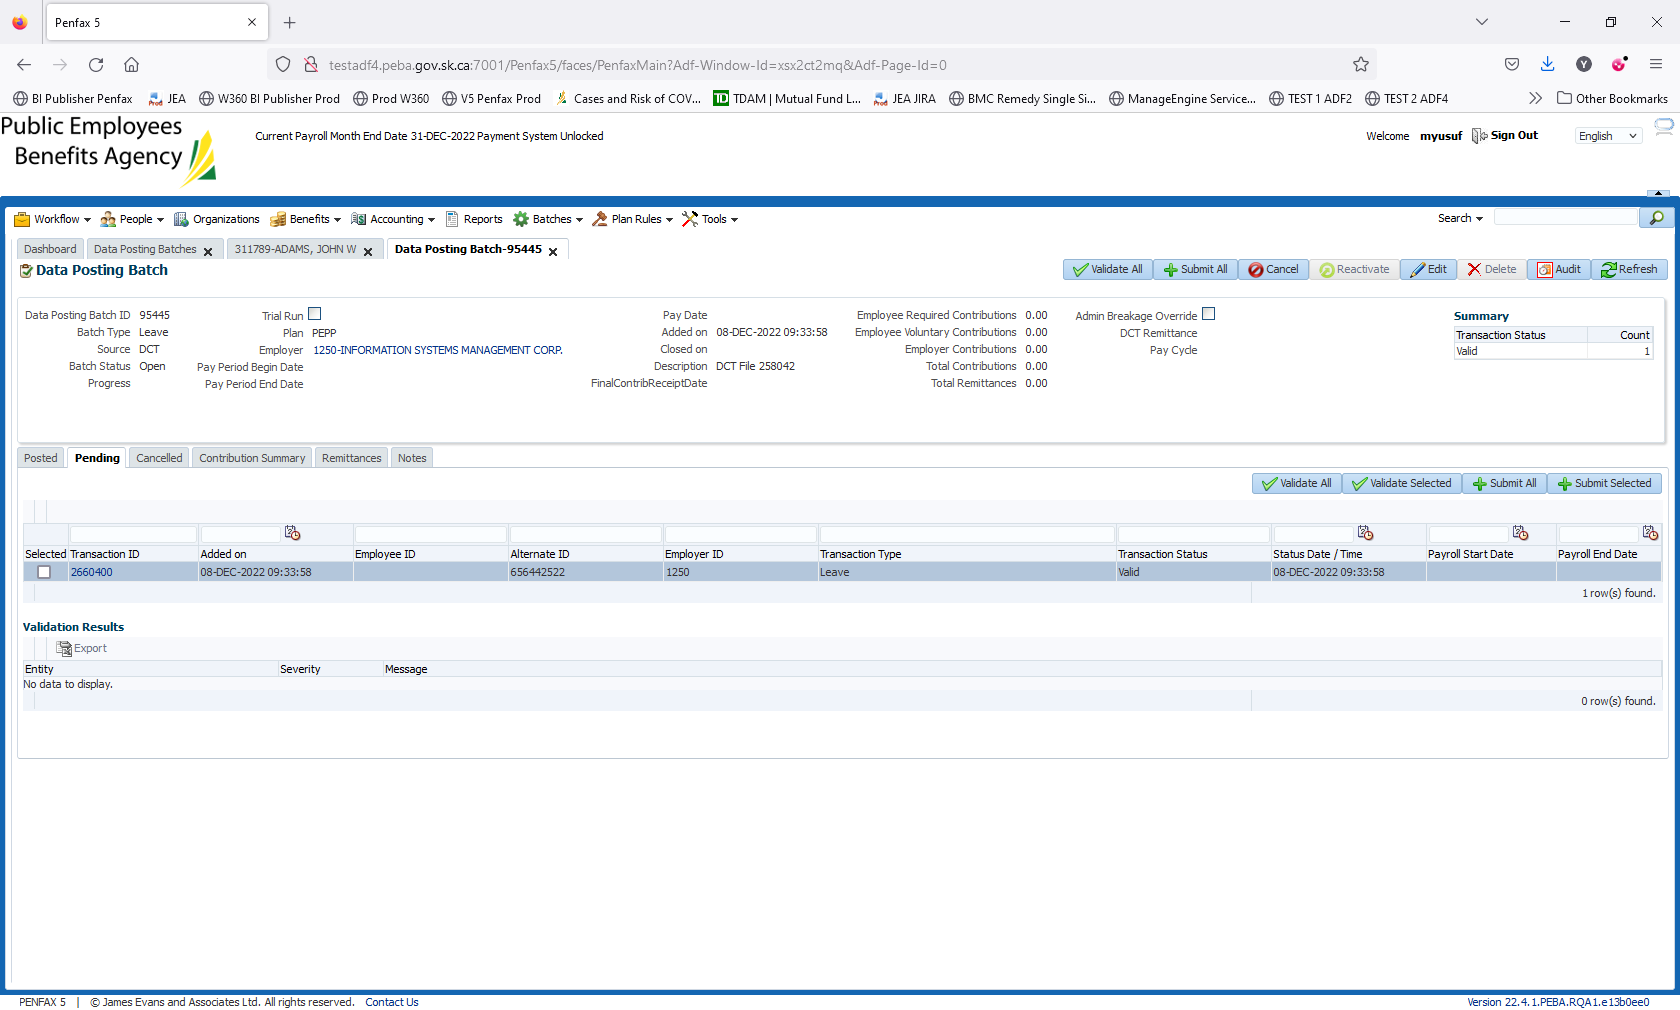 Penfax 5
testadf4.peba.gov.sk.ca:7001/Penfax5/faces/PenfaxMain?Adf-Window-Id=xsx2ct2mq&Adf-Page-Id=0
BI Publisher Penfax JEA W360 BI Publisher Prod Prod W360 V5 Penfax Prod Cases and Risk of COV... TDAM | Mutual Fund L... JEA JIRA BMC Remedy Single Si... ManageEngine Service... TEST 1 ADF2 TEST 2 ADF4 Other Bookmarks
Public Employees
Benefits Agency
Current Payroll Month End Date 31-DEC-2022 Payment System Unlocked
Welcome myusuf Sign Out English
Workflow People Organizations Benefits Accounting Reports Batches Plan Rules Tools Search
Dashboard Data Posting Batches 311789-ADAMS, JOHN W Data Posting Batch-95445
Data Posting Batch
Validate All Submit All Cancel Reactivate Edit Delete Audit Refresh
Data Posting Batch ID 95445
Batch Type Leave
Source DCT
Batch Status Open
Progress
Trial Run
Plan PEPP
Employer 1250-INFORMATION SYSTEMS MANAGEMENT CORP.
Pay Period Begin Date
Pay Period End Date
Pay Date
Added on 08-DEC-2022 09:33:58
Closed on
Description DCT File 258042
FinalContribReceiptDate
Employee Required Contributions 0.00
Employee Voluntary Contributions 0.00
Employer Contributions 0.00
Total Contributions 0.00
Total Remittances 0.00
Admin Breakage Override
DCT Remittance
Pay Cycle
Summary
Transaction Status Count
Valid 1
Posted Pending Cancelled Contribution Summary Remittances Notes
Validate All Validate Selected Submit All Submit Selected
Selected Transaction ID Added on Employee ID Alternate ID Employer ID Transaction Type Transaction Status Status Date / Time Payroll Start Date Payroll End Date
2660400 08-DEC-2022 09:33:58 656442522 1250 Leave Valid 08-DEC-2022 09:33:58
1 row(s) found.
Validation Results
Export
Entity Severity Message
No data to display.
0 row(s) found.
PENFAX 5 | © James Evans and Associates Ltd. All rights reserved. Contact Us
Version 22.4.1.PEBA.RQA1.e13b0ee0